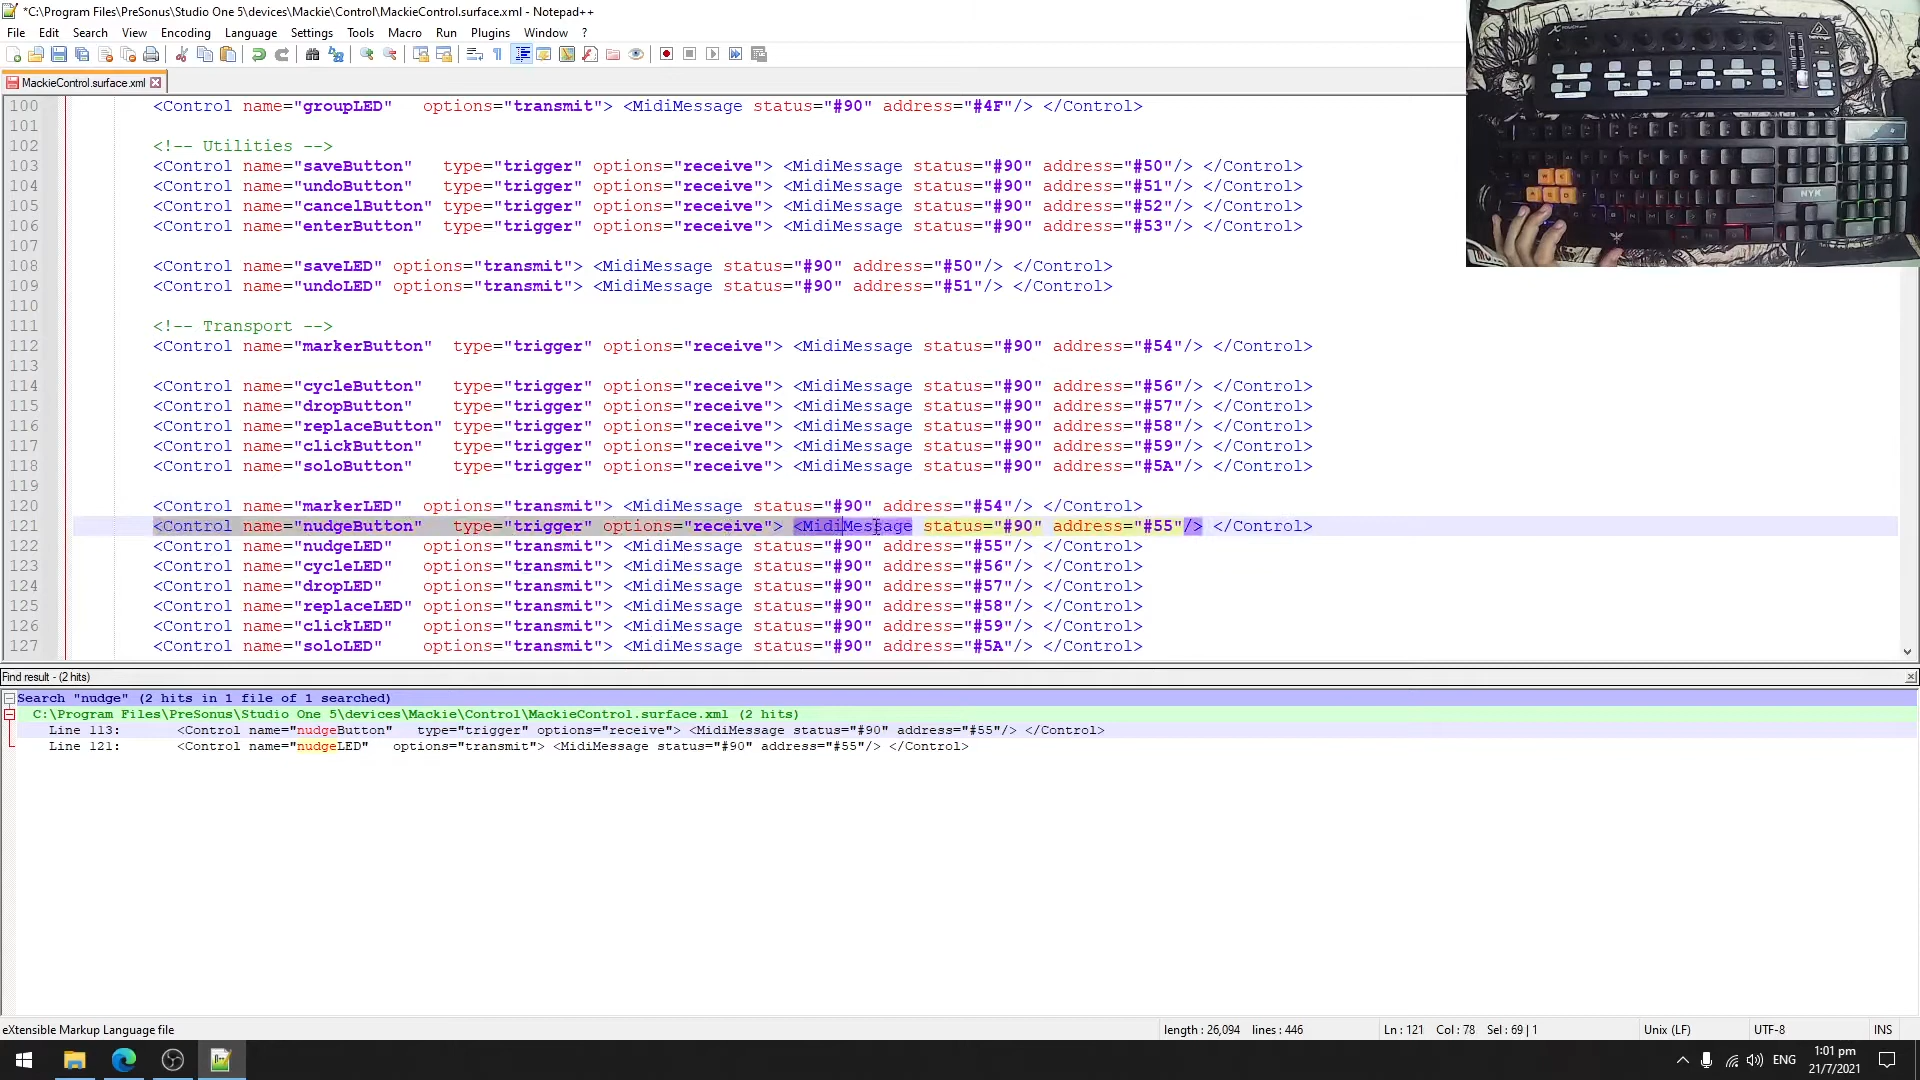 *C:\Program Files\PreSonus\Studio One 5\devices\Mackie\Control\MackieControl.surface.xml - Notepad++
File Edit Search View Encoding Language Settings Tools Macro Run Plugins Window ?
MackieControl.surface.xml
100 <Control name="groupLED" options="transmit"> <MidiMessage status="#90" address="#4F"/> </Control>
101
102 <!-- Utilities -->
103 <Control name="saveButton" type="trigger" options="receive"> <MidiMessage status="#90" address="#50"/> </Control>
104 <Control name="undoButton" type="trigger" options="receive"> <MidiMessage status="#90" address="#51"/> </Control>
105 <Control name="cancelButton" type="trigger" options="receive"> <MidiMessage status="#90" address="#52"/> </Control>
106 <Control name="enterButton" type="trigger" options="receive"> <MidiMessage status="#90" address="#53"/> </Control>
107
108 <Control name="saveLED" options="transmit"> <MidiMessage status="#90" address="#50"/> </Control>
109 <Control name="undoLED" options="transmit"> <MidiMessage status="#90" address="#51"/> </Control>
110
111 <!-- Transport -->
112 <Control name="markerButton" type="trigger" options="receive"> <MidiMessage status="#90" address="#54"/> </Control>
113
114 <Control name="cycleButton" type="trigger" options="receive"> <MidiMessage status="#90" address="#56"/> </Control>
115 <Control name="dropButton" type="trigger" options="receive"> <MidiMessage status="#90" address="#57"/> </Control>
116 <Control name="replaceButton" type="trigger" options="receive"> <MidiMessage status="#90" address="#58"/> </Control>
117 <Control name="clickButton" type="trigger" options="receive"> <MidiMessage status="#90" address="#59"/> </Control>
118 <Control name="soloButton" type="trigger" options="receive"> <MidiMessage status="#90" address="#5A"/> </Control>
119
120 <Control name="markerLED" options="transmit"> <MidiMessage status="#90" address="#54"/> </Control>
121 <Control name="nudgeButton" type="trigger" options="receive"> <MidiMessage status="#90" address="#55"/> </Control>
122 <Control name="nudgeLED" options="transmit"> <MidiMessage status="#90" address="#55"/> </Control>
123 <Control name="cycleLED" options="transmit"> <MidiMessage status="#90" address="#56"/> </Control>
124 <Control name="dropLED" options="transmit"> <MidiMessage status="#90" address="#57"/> </Control>
125 <Control name="replaceLED" options="transmit"> <MidiMessage status="#90" address="#58"/> </Control>
126 <Control name="clickLED" options="transmit"> <MidiMessage status="#90" address="#59"/> </Control>
127 <Control name="soloLED" options="transmit"> <MidiMessage status="#90" address="#5A"/> </Control>
Find result - (2 hits)
Search "nudge" (2 hits in 1 file of 1 searched)
C:\Program Files\PreSonus\Studio One 5\devices\Mackie\Control\MackieControl.surface.xml (2 hits)
Line 113: <Control name="nudgeButton" type="trigger" options="receive"> <MidiMessage status="#90" address="#55"/> </Control>
Line 121: <Control name="nudgeLED" options="transmit"> <MidiMessage status="#90" address="#55"/> </Control>
eXtensible Markup Language file length : 26,094 lines : 446 Ln : 121 Col : 78 Sel : 69 | 1 Unix (LF) UTF-8 INS
ENG 1:01 pm
21/7/2021
NYK